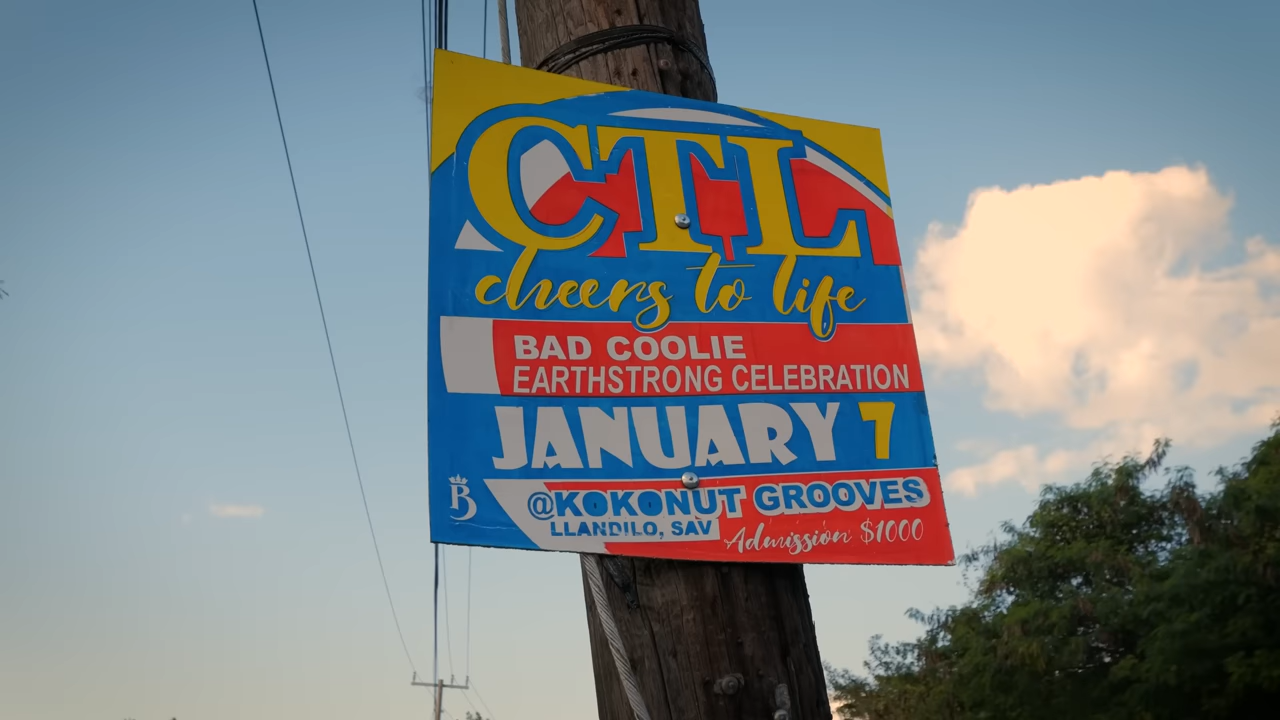 CTL
cheers to life
BAD COOLIE
EARTHSTRONG CELEBRATION
JANUARY 7
@KOKONUT GROOVES
LLANDILO, SAV
Admission $1000
B